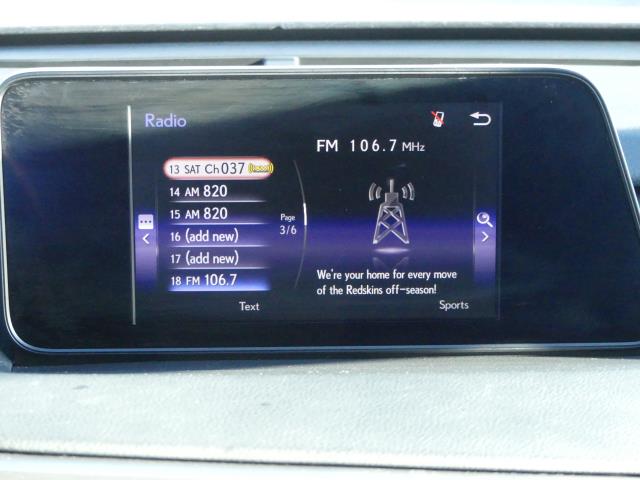 Radio
FM 106.7 MHz
13 SAT Ch 037
14 AM 820
15 AM 820
16 (add new)
17 (add new)
18 FM 106.7
Page
3/6
We're your home for every move
of the Redskins off-season!
Text
Sports